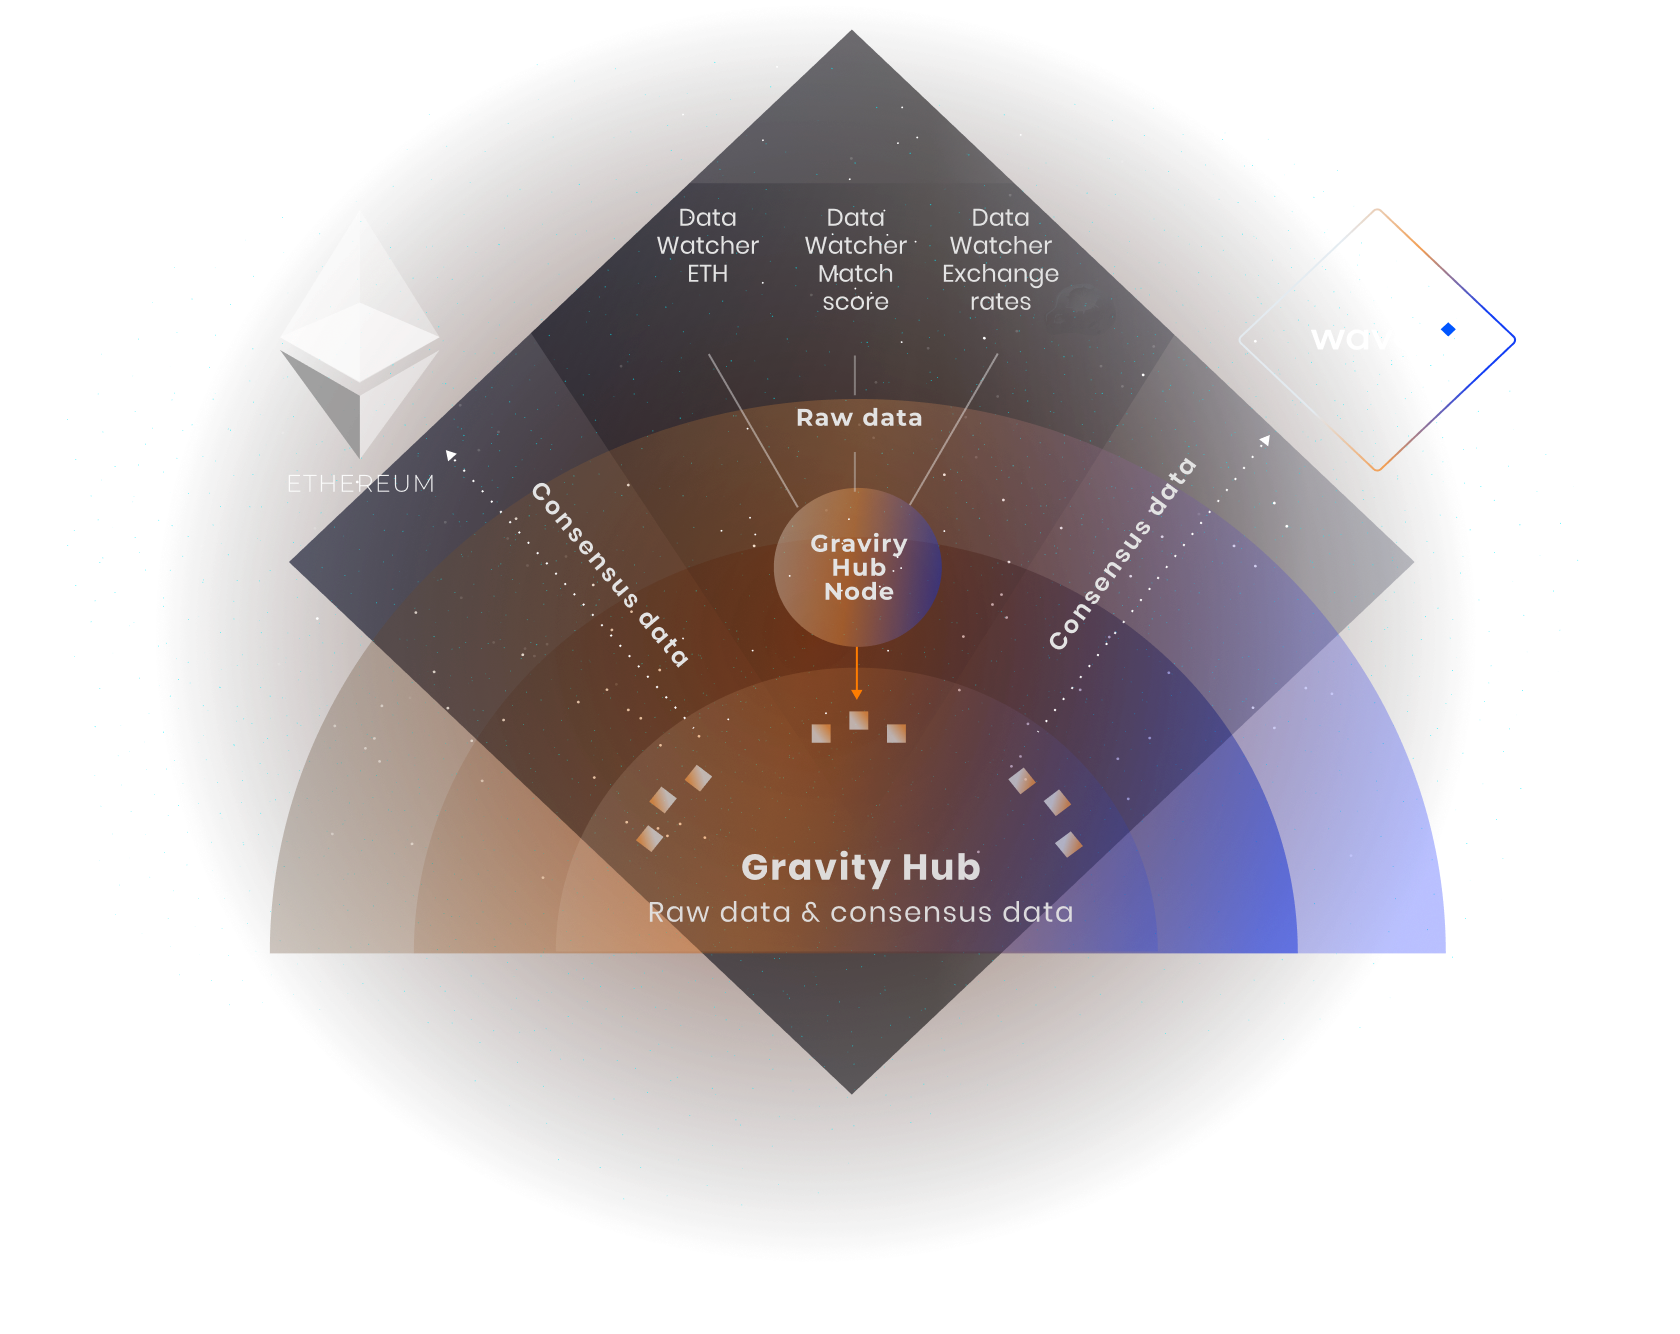 Data
Watcher
ETH
Data
Watcher
Match
score
Data
Watcher
Exchange
rates
Raw data
Graviry
Hub
Node
ETHEREUM
Consensus data
Consensus data
Gravity Hub
Raw data & consensus data